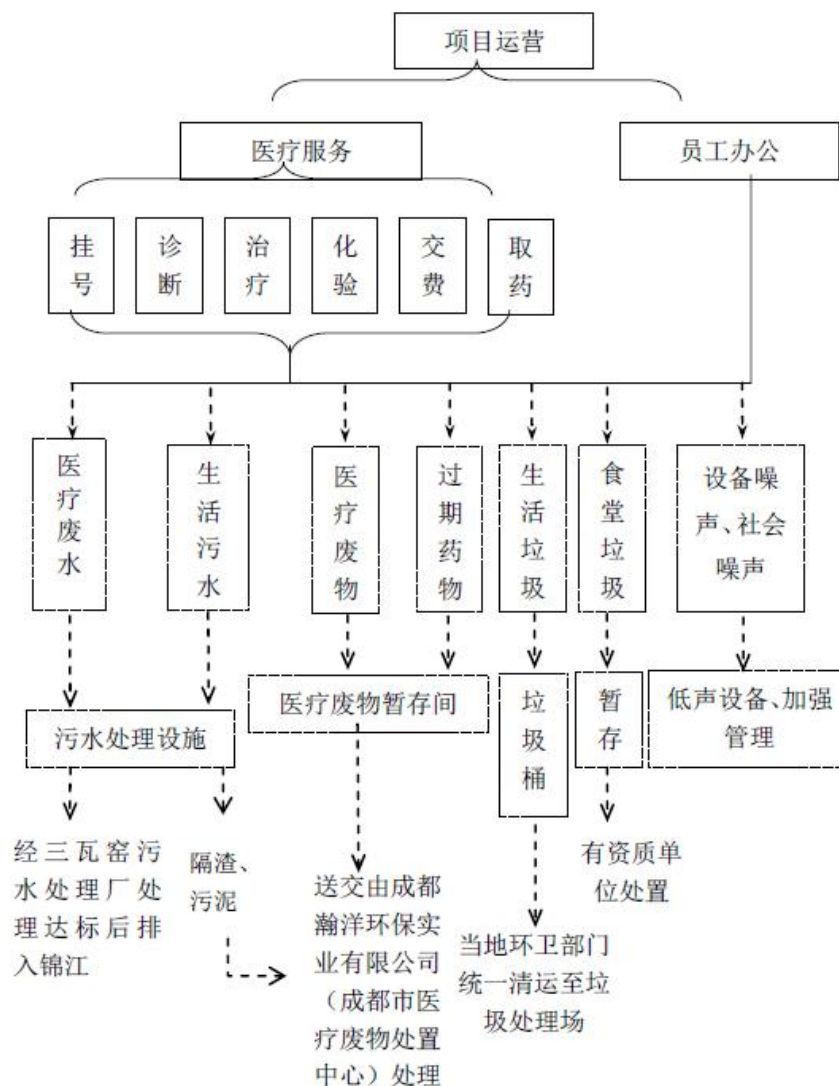 项目运营
医疗服务
员工办公
挂号
诊断
治疗
化验
交费
取药
医疗废水
生活污水
医疗废物
过期药物
生活垃圾
食堂垃圾
设备噪
声、社会
噪声
污水处理设施
医疗废物暂存间
垃圾桶
暂存
低声设备、加强
管理
经三瓦窑污
水处理厂处
理达标后排
入锦江
隔渣、
污泥
送交由成都
瀚洋环保实
业有限公司
（成都市医
疗废物处置
中心）处理
当地环卫部门
统一清运至垃
圾处理场
有资质单
位处置